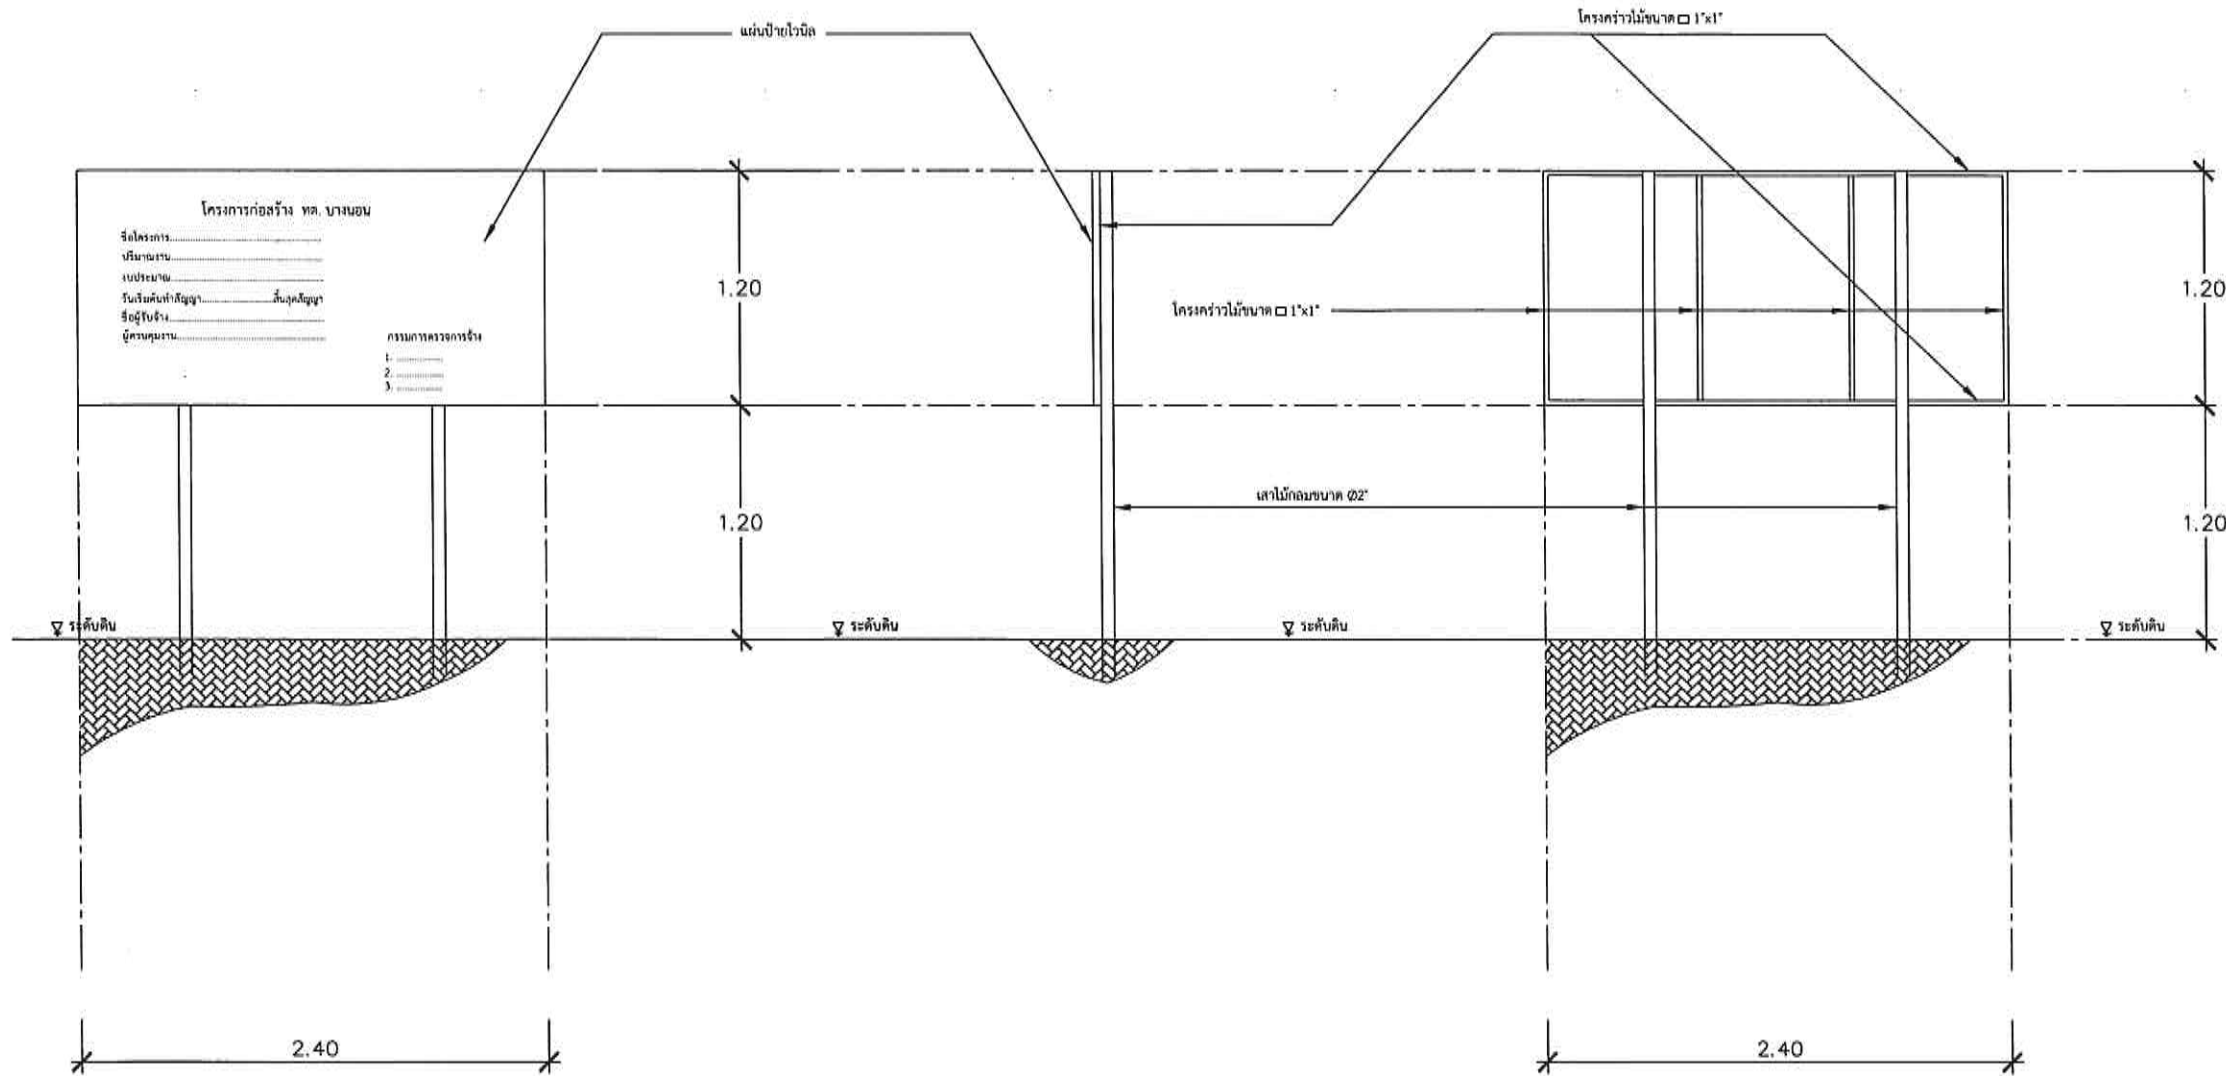 แผ่นป้ายไวนิล
โครงคร่าวไม้ขนาด 1"x1"
โครงการก่อสร้าง ทต. บางนอน
ชื่อโครงการ............................................
ปริมาณงาน............................................
งบประมาณ............................................
วันเริ่มต้นทำสัญญา....................สิ้นสุดสัญญา
ชื่อผู้รับจ้าง............................................
ผู้ควบคุมงาน............................................
กรรมการตรวจการจ้าง
1. ...............
2. ...............
3. ...............
1.20
1.20
โครงคร่าวไม้ขนาด 1"x1"
เสาไม้กลมขนาด Ø2"
1.20
1.20
ระดับดิน
ระดับดิน
ระดับดิน
ระดับดิน
2.40
2.40